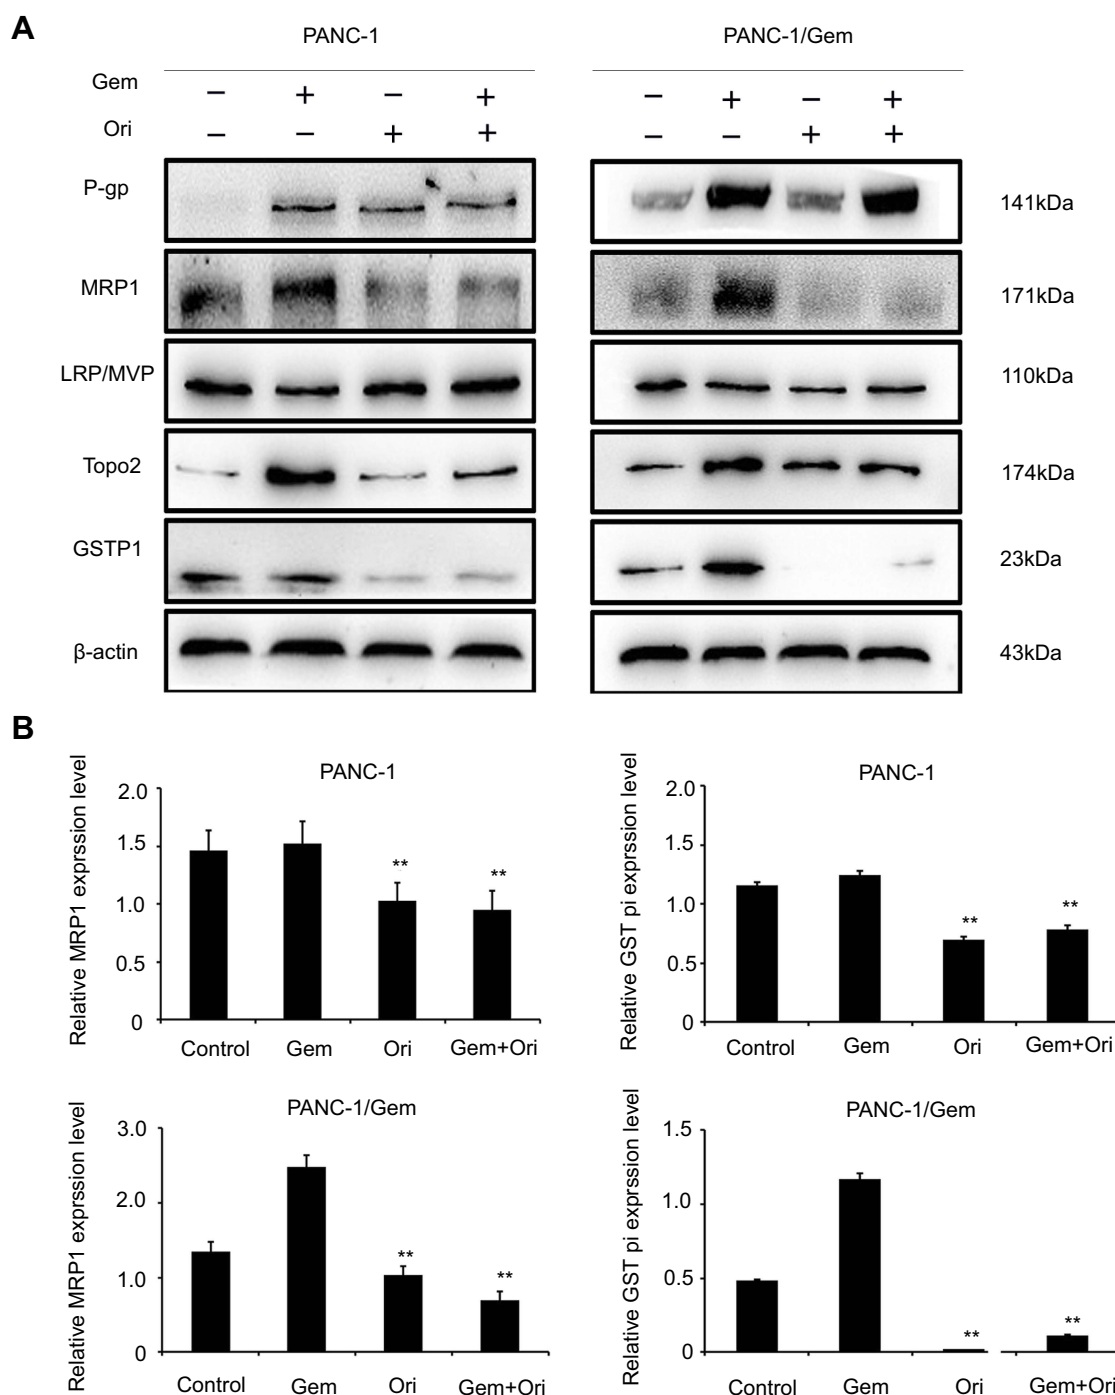 A
PANC-1 PANC-1/Gem
Gem − + − + − + − +
Ori − − + + − − + +
P-gp 141kDa
MRP1 171kDa
LRP/MVP 110kDa
Topo2 174kDa
GSTP1 23kDa
β-actin 43kDa
B
PANC-1
Relative MRP1 exprssion level
2.0
1.5
1.0
0.5
0
** **
Control Gem Ori Gem+Ori
PANC-1
Relative GST pi exprssion level
2.0
1.5
1.0
0.5
0
** **
Control Gem Ori Gem+Ori
PANC-1/Gem
Relative MRP1 exprssion level
3.0
2.0
1.0
0
** **
Control Gem Ori Gem+Ori
PANC-1/Gem
Relative GST pi exprssion level
1.5
1.0
0.5
0
** **
Control Gem Ori Gem+Ori